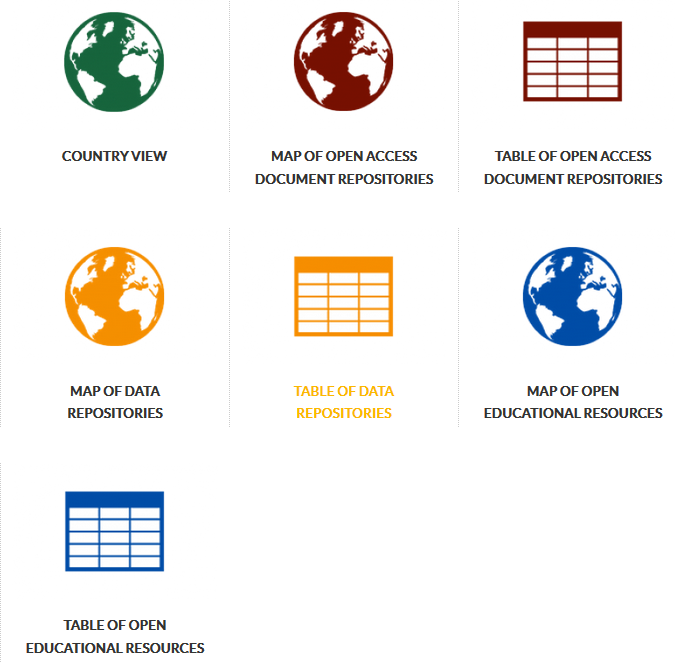 COUNTRY VIEW
MAP OF OPEN ACCESS
DOCUMENT REPOSITORIES
TABLE OF OPEN ACCESS
DOCUMENT REPOSITORIES
MAP OF DATA
REPOSITORIES
TABLE OF DATA
REPOSITORIES
MAP OF OPEN
EDUCATIONAL RESOURCES
TABLE OF OPEN
EDUCATIONAL RESOURCES